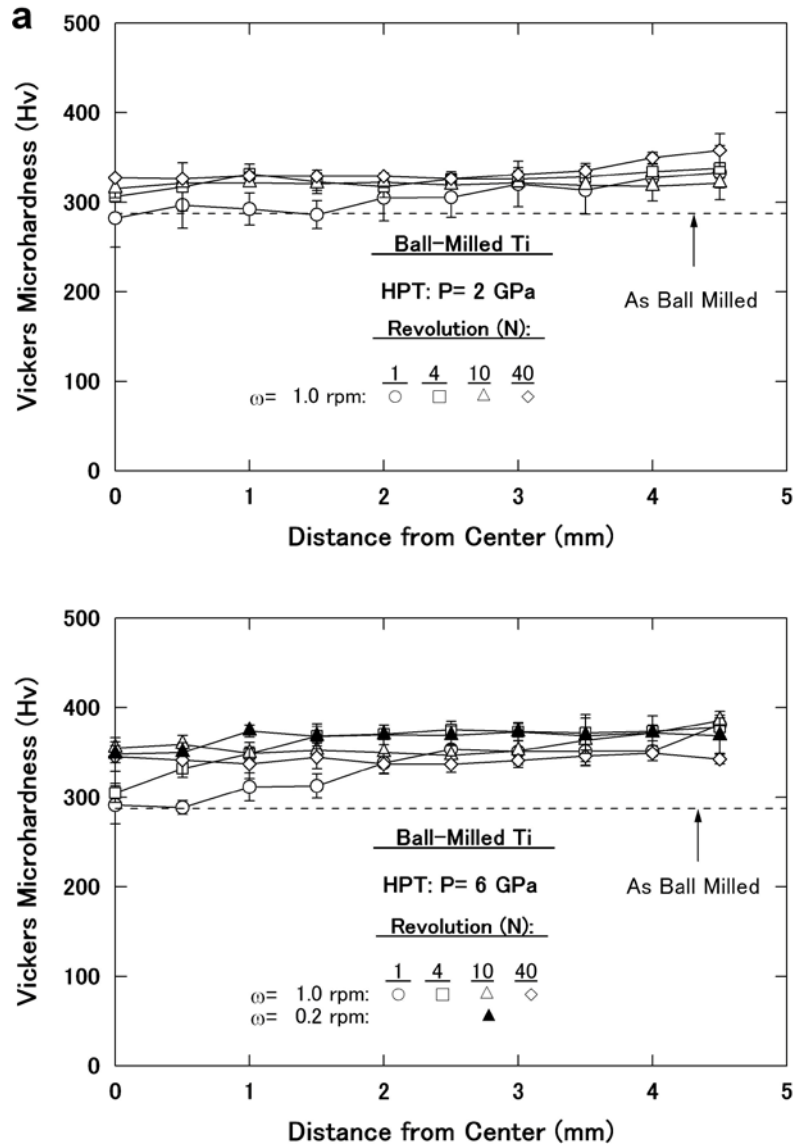 a
500
400
300
200
100
0
Vickers Microhardness (Hv)
Ball-Milled Ti
As Ball Milled
HPT: P= 2 GPa
Revolution (N):
1 4 10 40
ω= 1.0 rpm:
0 1 2 3 4 5
Distance from Center (mm)
500
400
300
200
100
0
Vickers Microhardness (Hv)
Ball-Milled Ti
HPT: P= 6 GPa
As Ball Milled
Revolution (N):
1 4 10 40
ω= 1.0 rpm:
ω= 0.2 rpm:
0 1 2 3 4 5
Distance from Center (mm)